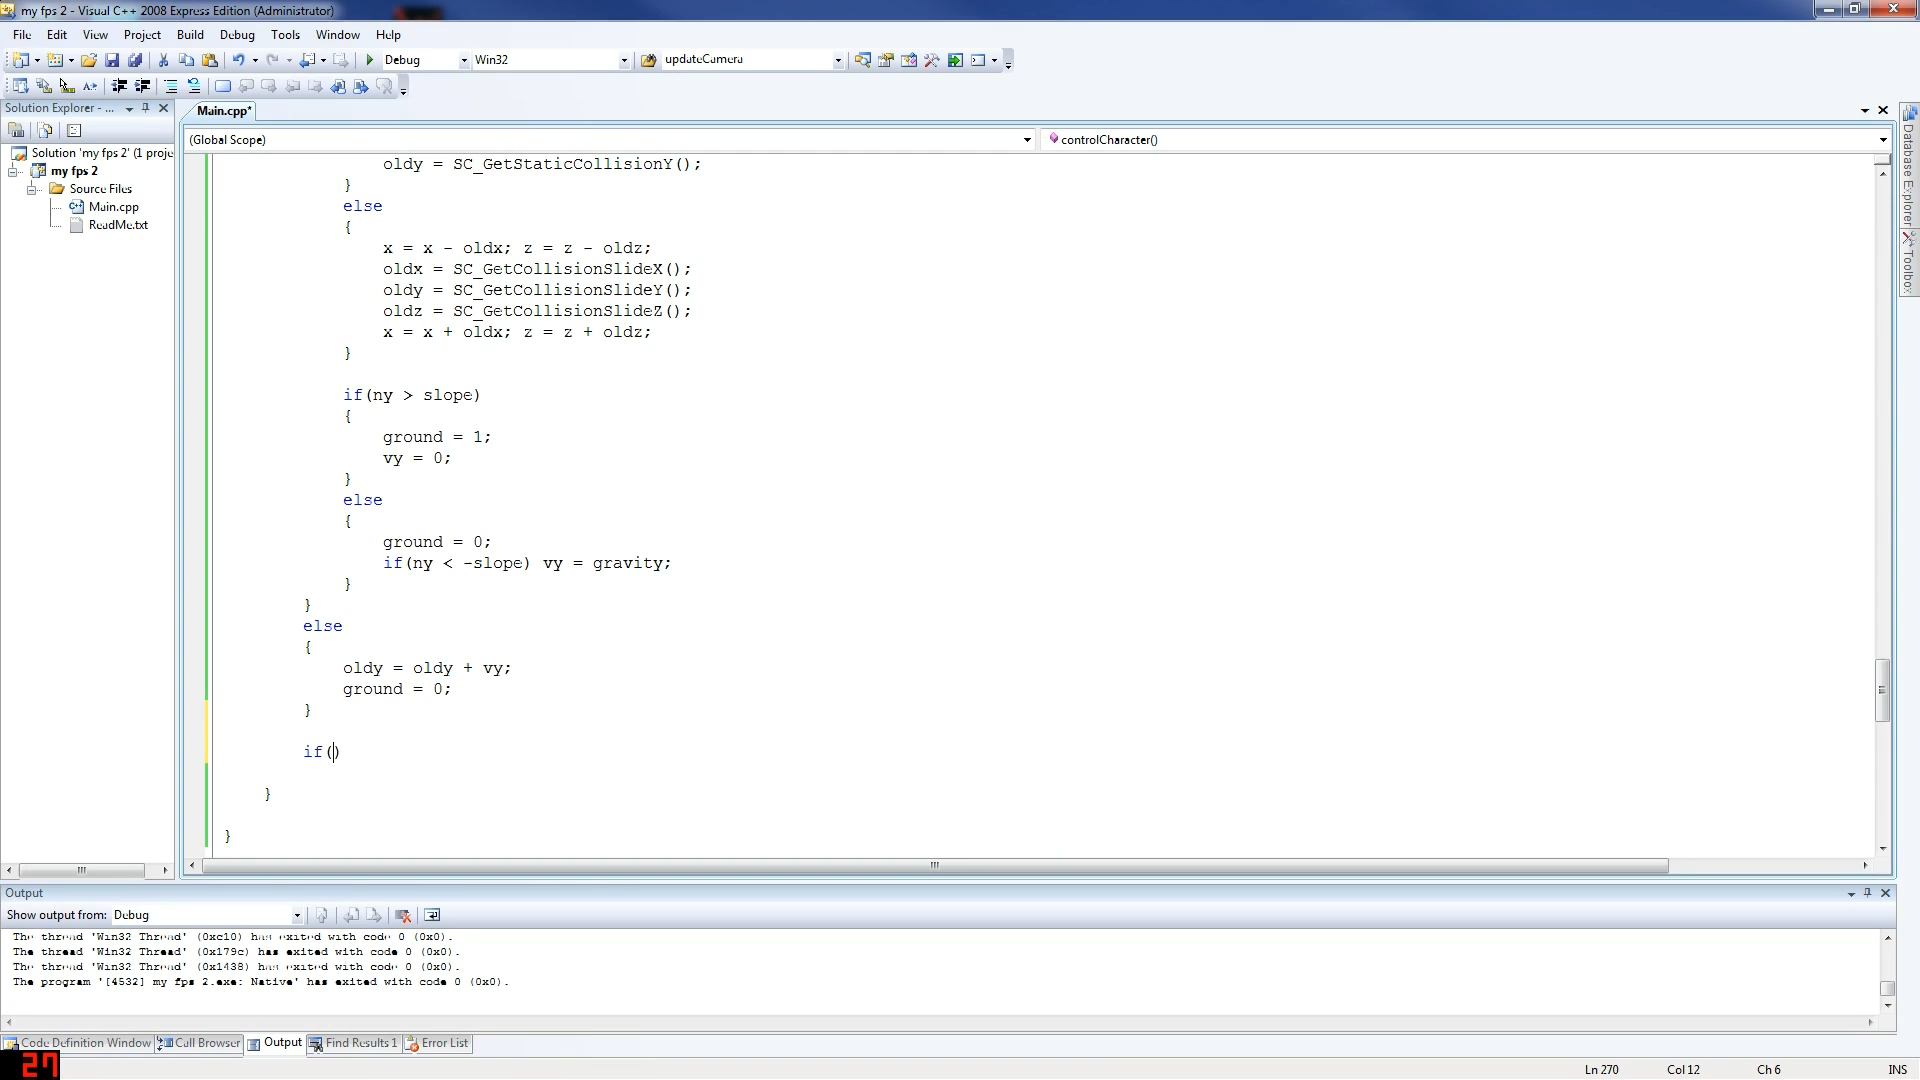 my fps 2 - Visual C++ 2008 Express Edition (Administrator)
File Edit View Project Build Debug Tools Window Help
Debug Win32 updateCamera
Solution Explorer - ...
Main.cpp*
(Global Scope) controlCharacter()
Solution 'my fps 2' (1 proje
my fps 2
Source Files
Main.cpp
ReadMe.txt
Database Explorer
Toolbox
oldy = SC_GetStaticCollisionY();
}
else
{
x = x - oldx; z = z - oldz;
oldx = SC_GetCollisionSlideX();
oldy = SC_GetCollisionSlideY();
oldz = SC_GetCollisionSlideZ();
x = x + oldx; z = z + oldz;
}
if(ny > slope)
{
ground = 1;
vy = 0;
}
else
{
ground = 0;
if(ny < -slope) vy = gravity;
}
}
else
{
oldy = oldy + vy;
ground = 0;
}
if()
}
}
Output
Show output from: Debug
The thread 'Win32 Thread' (0xc10) has exited with code 0 (0x0).
The thread 'Win32 Thread' (0x179c) has exited with code 0 (0x0).
The thread 'Win32 Thread' (0x1438) has exited with code 0 (0x0).
The program '[4532] my fps 2.exe: Native' has exited with code 0 (0x0).
Code Definition Window Call Browser Output Find Results 1 Error List
27
Ln 270 Col 12 Ch 6 INS